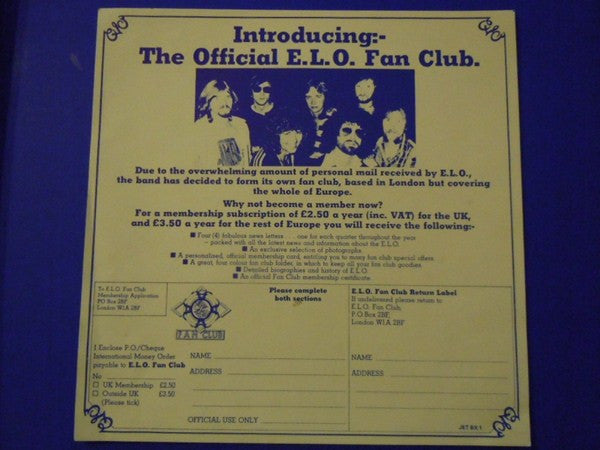 Introducing:-
The Official E.L.O. Fan Club.
Due to the overwhelming amount of personal mail received by E.L.O.,
the band has decided to form its own fan club, based in London but covering
the whole of Europe.
Why not become a member now?
For a membership subscription of £2.50 a year (inc. VAT) for the UK,
and £3.50 a year for the rest of Europe you will receive the following:-
■ Four (4) fabulous news letters . . . one for each quarter throughout the year
– packed with all the latest news and information about the E.L.O.
■ An exclusive selection of photographs
■ A personalised, official membership card, entitling you to many fan club special offers.
■ A great, four colour fan club folder, in which to keep all your fan club goodies.
■ Detailed biographies and history of E.L.O.
■ An official Fan Club membership certificate.
To E.L.O. Fan Club
Membership Application
PO Box 2BF
London W1A 2BF
FAN CLUB
Please complete
both sections
E.L.O. Fan Club Return Label
If undelivered please return to
E.L.O. Fan Club,
P.O.Box 2BF,
London W1A 2BF
I Enclose P.O./Cheque
International Money Order
payable to E.L.O. Fan Club
No
□ UK Membership £2.50
□ Outside UK £3.50
(Please tick)
NAME
ADDRESS
OFFICIAL USE ONLY
NAME
ADDRESS
JET BX 1